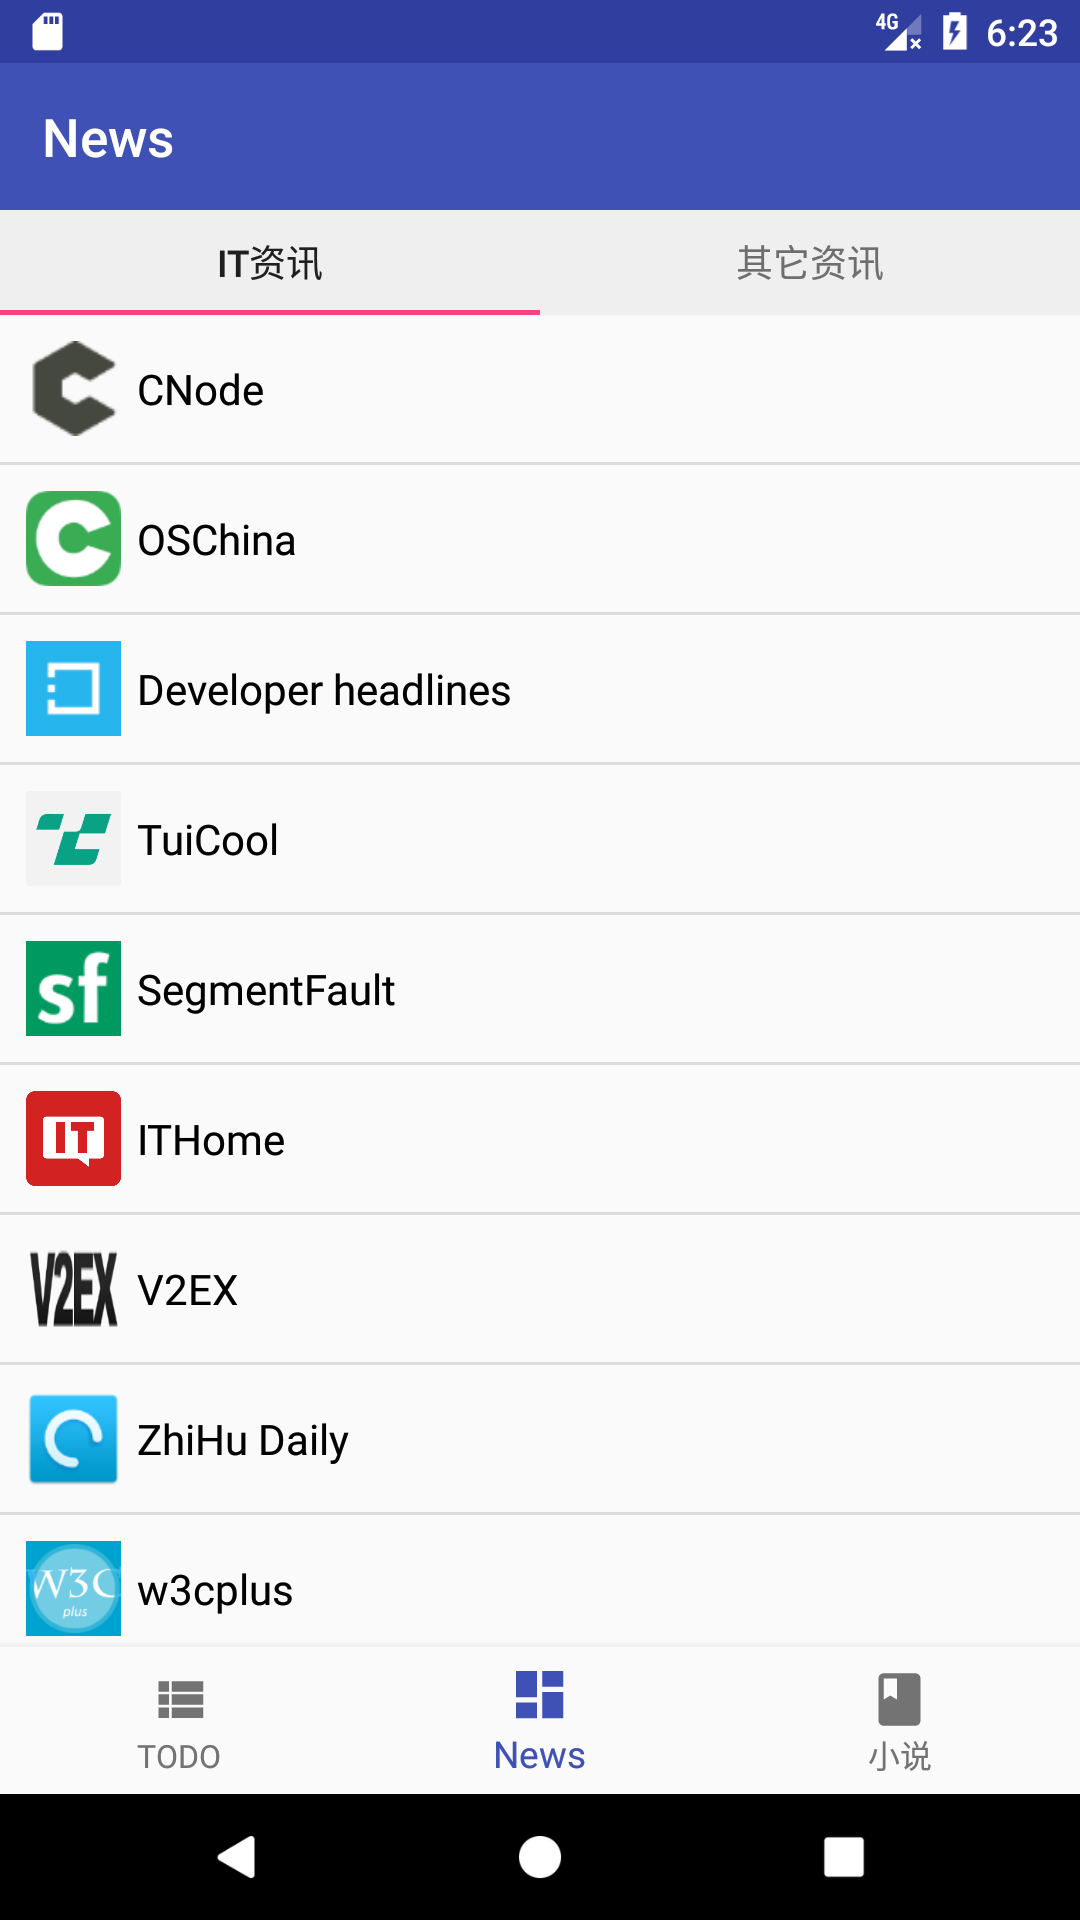 4G 6:23
News
IT资讯 其它资讯
CNode
OSChina
Developer headlines
TuiCool
sf SegmentFault
IT ITHome
V2EX V2EX
ZhiHu Daily
W3C plus w3cplus
TODO News 小说